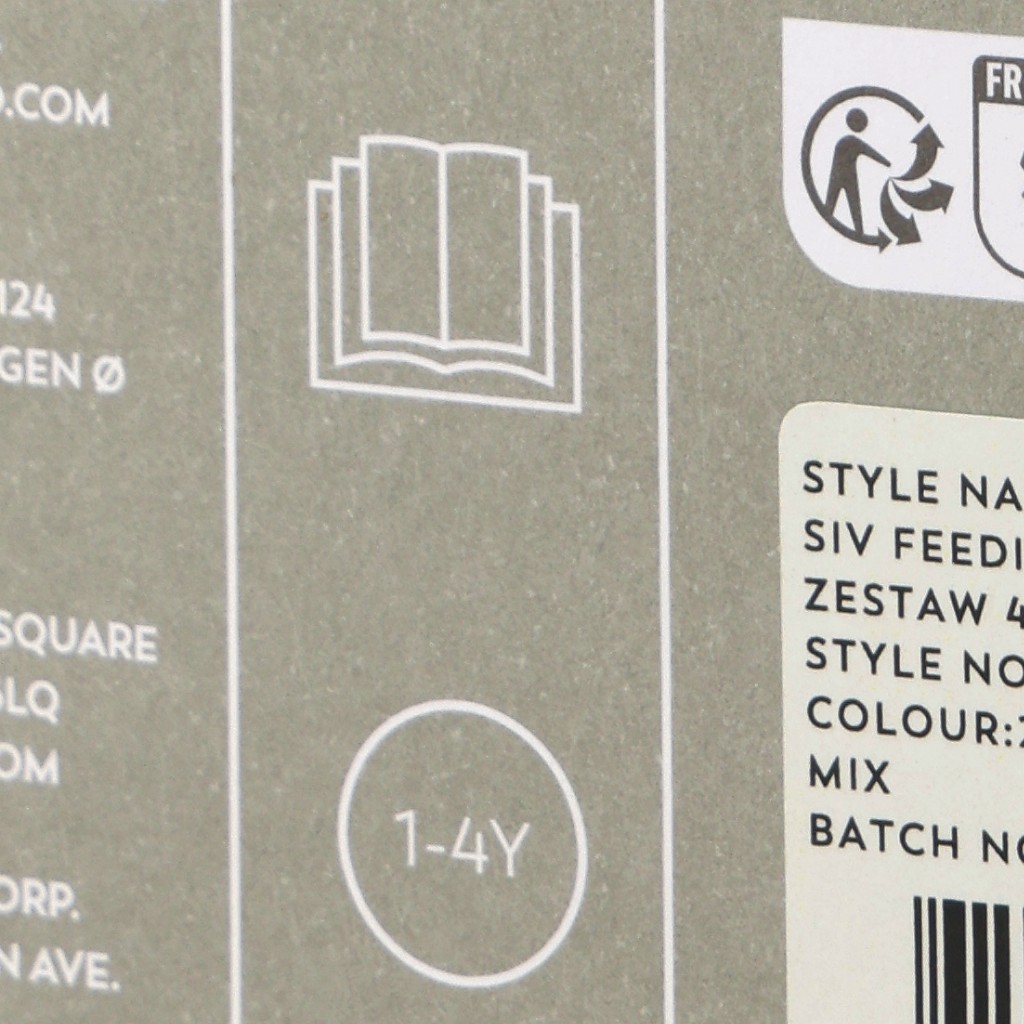 .COM
124
GEN Ø
SQUARE
LQ
OM
ORP.
N AVE.
1-4Y
FR
STYLE NA
SIV FEEDI
ZESTAW 4
STYLE NO
COLOUR:2
MIX
BATCH NO